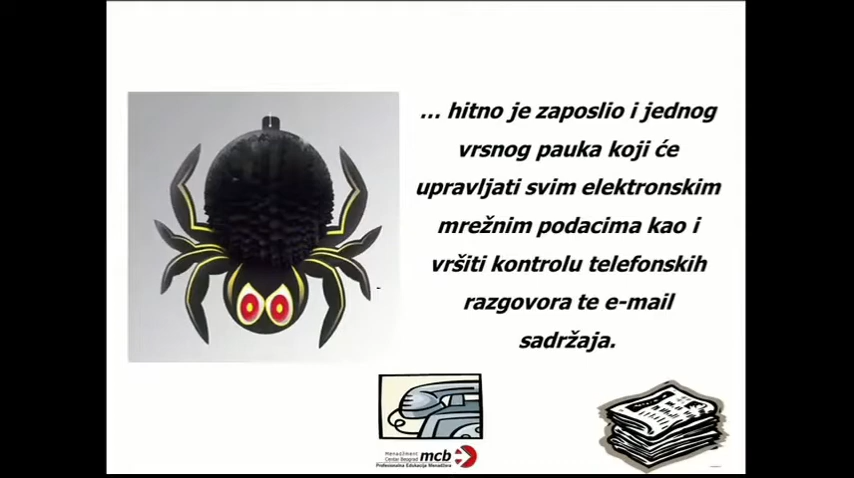 ... hitno je zaposlio i jednog
vrsnog pauka koji će
upravljati svim elektronskim
mrežnim podacima kao i
vršiti kontrolu telefonskih
razgovora te e-mail
sadržaja.
Menadžment
Centar Beograd
mcb
Profesionalna Edukacija Menadžera